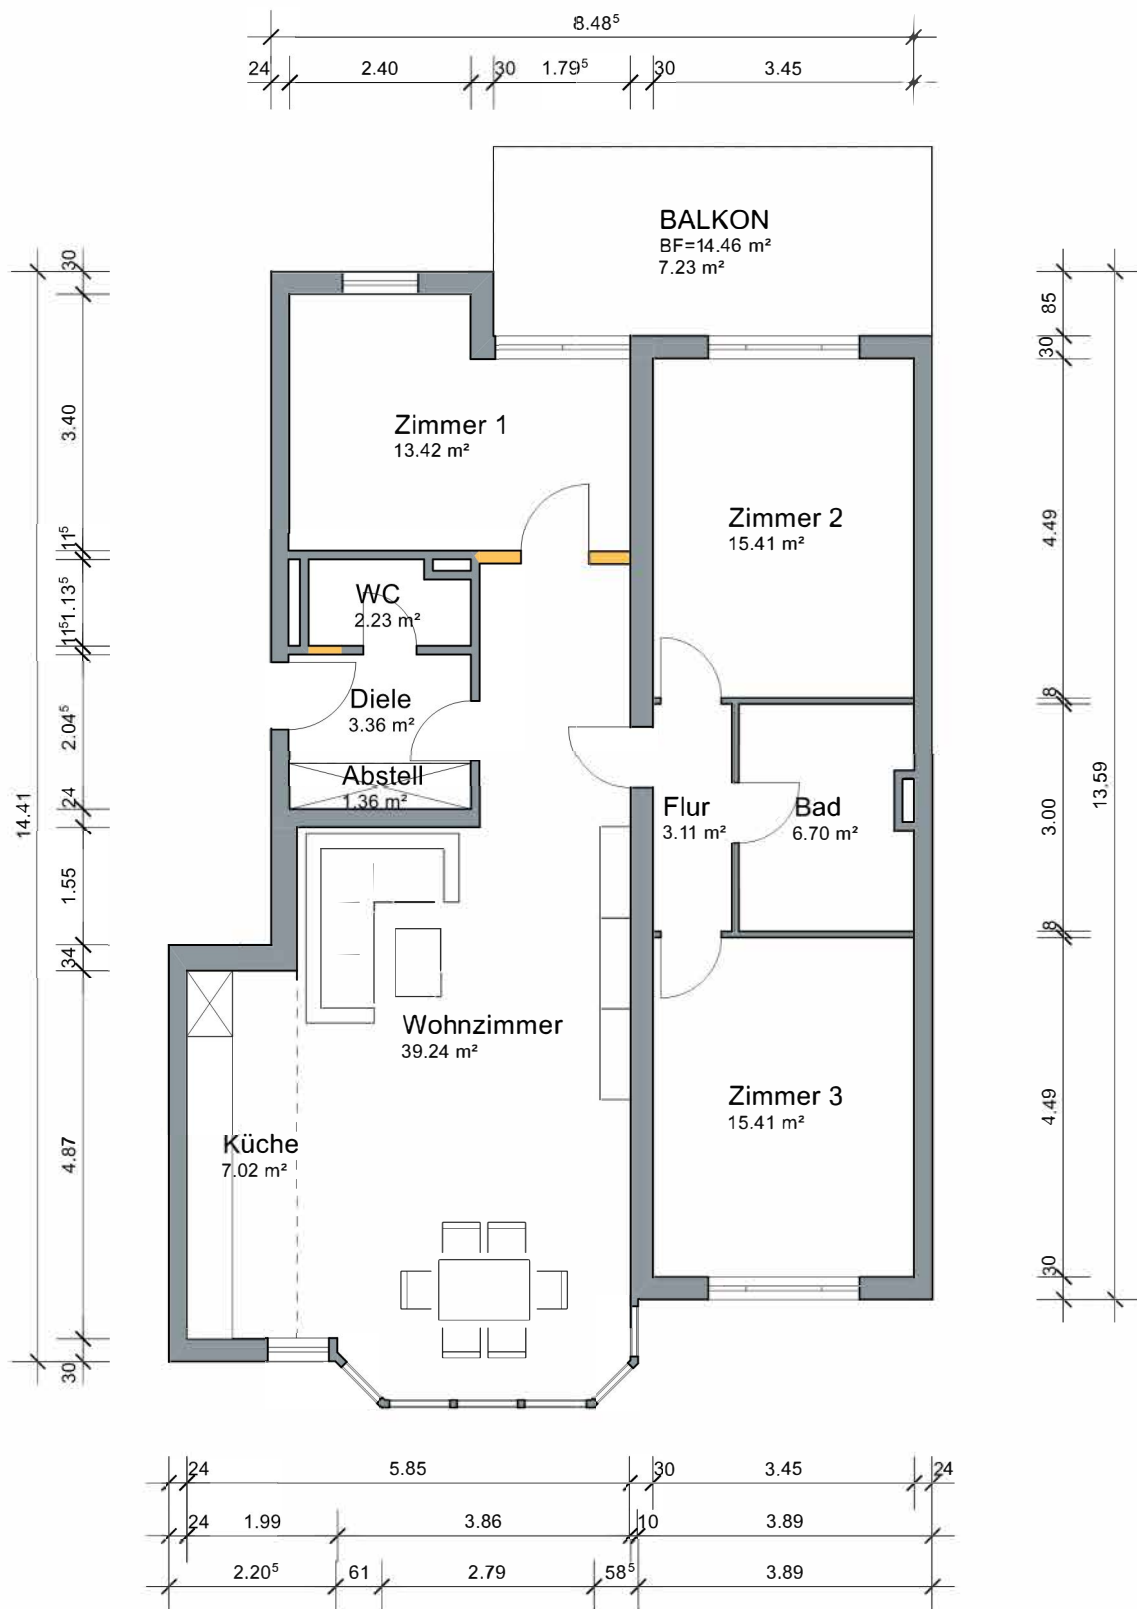 8.48⁵
24 2.40 30 1.79⁵ 30 3.45
BALKON
BF=14.46 m²
7.23 m²
Zimmer 1
13.42 m²
Zimmer 2
15.41 m²
WC
2.23 m²
Diele
3.36 m²
Abstell
1.36 m²
Flur
3.11 m²
Bad
6.70 m²
Wohnzimmer
39.24 m²
Zimmer 3
15.41 m²
Küche
7.02 m²
14.41
30
3.40
11⁵
1.13⁵
11⁵
2.04⁵
24
1.55
34
4.87
30
85
30
4.49
8
3.00
8
4.49
30
13,59
24 5.85 30 3.45 24
24 1.99 3.86 10 3.89
2.20⁵ 61 2.79 58⁵ 3.89